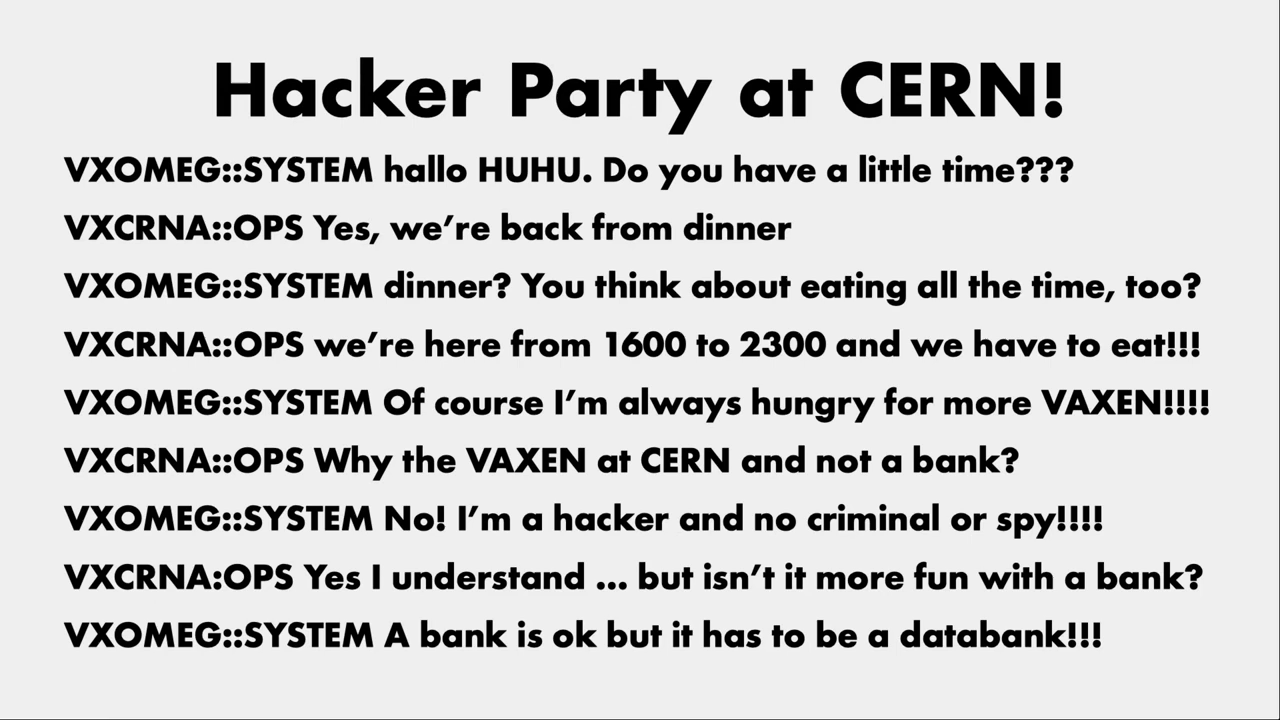 Hacker Party at CERN!
VXOMEG::SYSTEM hallo HUHU. Do you have a little time???
VXCRNA::OPS Yes, we’re back from dinner
VXOMEG::SYSTEM dinner? You think about eating all the time, too?
VXCRNA::OPS we’re here from 1600 to 2300 and we have to eat!!!
VXOMEG::SYSTEM Of course I’m always hungry for more VAXEN!!!!
VXCRNA::OPS Why the VAXEN at CERN and not a bank?
VXOMEG::SYSTEM No! I’m a hacker and no criminal or spy!!!!
VXCRNA:OPS Yes I understand ... but isn’t it more fun with a bank?
VXOMEG::SYSTEM A bank is ok but it has to be a databank!!!